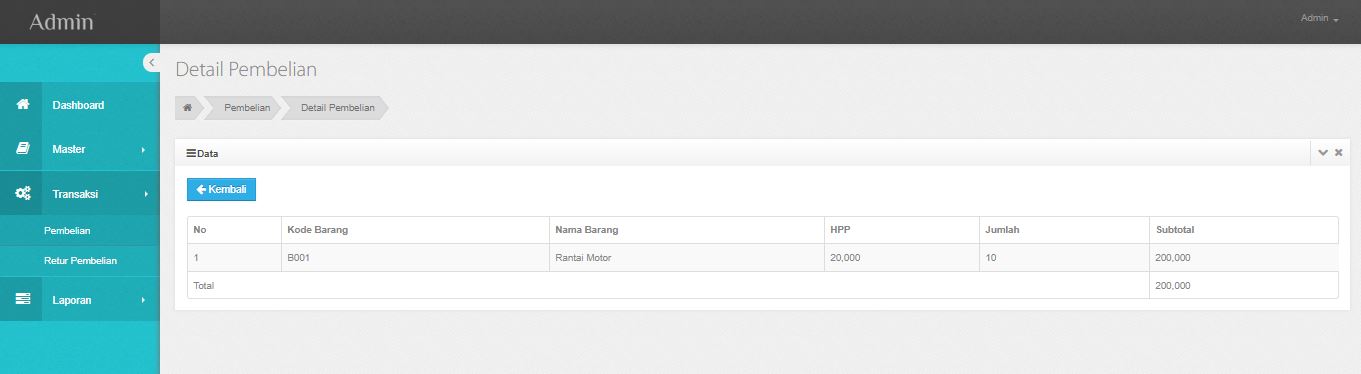 Admin
Admin
Detail Pembelian
Pembelian Detail Pembelian
Dashboard
Master
Transaksi
Pembelian
Retur Pembelian
Laporan
Data
Kembali
No Kode Barang Nama Barang HPP Jumlah Subtotal
1 B001 Rantai Motor 20,000 10 200,000
Total 200,000